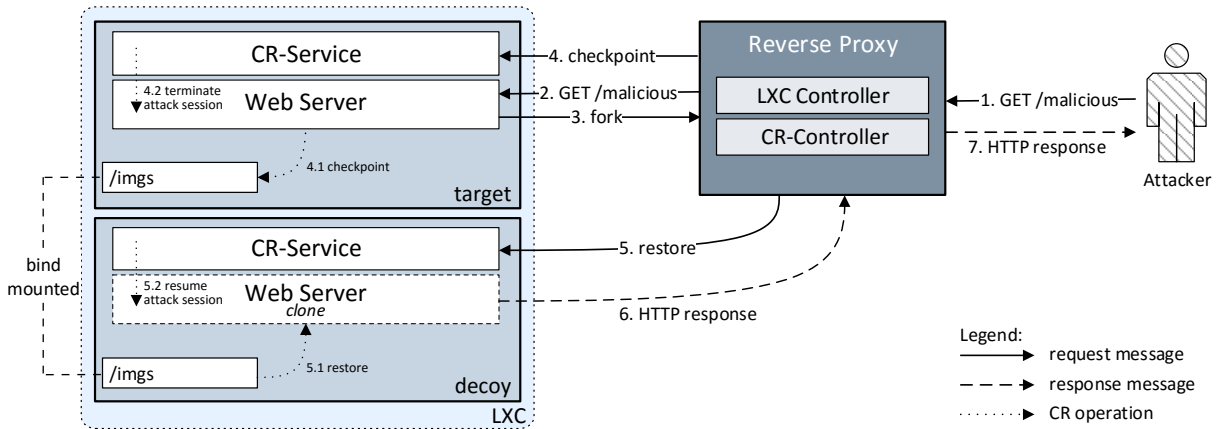 CR-Service
4.2 terminate
attack session
Web Server
4.1 checkpoint
/imgs
target
CR-Service
5.2 resume
attack session
Web Server
clone
/imgs
5.1 restore
decoy
LXC
bind
mounted
4. checkpoint
2. GET /malicious
3. fork
5. restore
6. HTTP response
Reverse Proxy
LXC Controller
CR-Controller
1. GET /malicious
7. HTTP response
Attacker
Legend:
request message
response message
CR operation